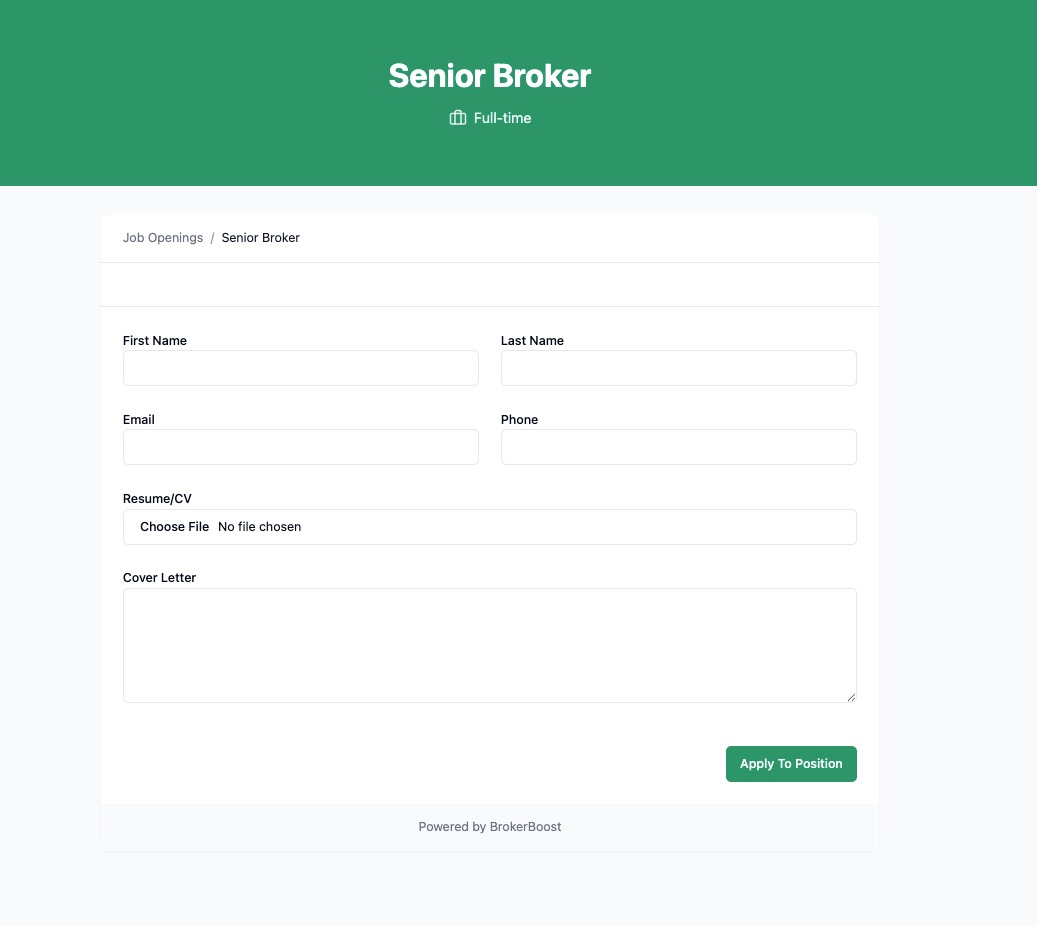 Senior Broker
Full-time
Job Openings / Senior Broker
First Name
Last Name
Email
Phone
Resume/CV
Choose File No file chosen
Cover Letter
Apply To Position
Powered by BrokerBoost